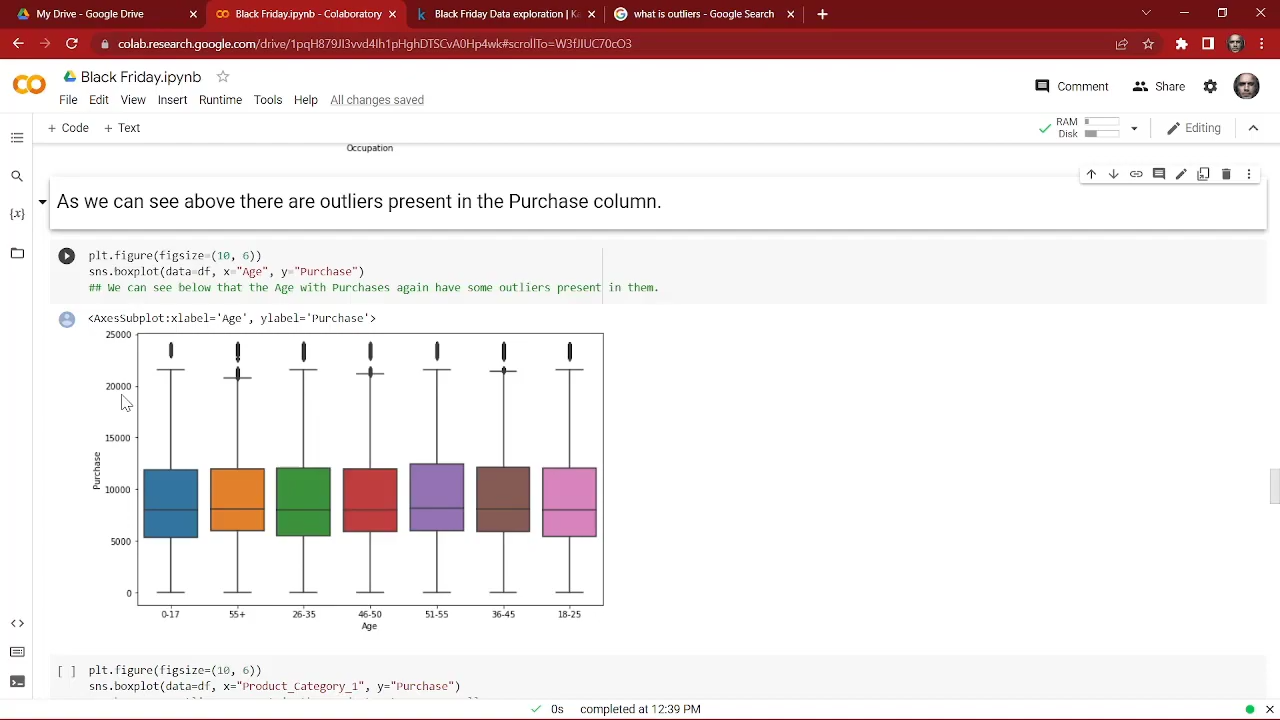 My Drive - Google Drive
Black Friday.ipynb - Colaboratory
Black Friday Data exploration | Ka
what is outliers - Google Search
colab.research.google.com/drive/1pqH879JI3vvd4Ih1pHghDTSCvA0Hp4wk#scrollTo=W3fJIUC70cO3
Black Friday.ipynb
Comment
Share
File Edit View Insert Runtime Tools Help All changes saved
+ Code + Text
RAM
Disk
Editing
Occupation
As we can see above there are outliers present in the Purchase column.
plt.figure(figsize=(10, 6))
sns.boxplot(data=df, x="Age", y="Purchase")
## We can see below that the Age with Purchases again have some outliers present in them.
<AxesSubplot:xlabel='Age', ylabel='Purchase'>
25000
20000
15000
10000
5000
0
Purchase
0-17 55+ 26-35 46-50 51-55 36-45 18-25
Age
[ ] plt.figure(figsize=(10, 6))
sns.boxplot(data=df, x="Product_Category_1", y="Purchase")
0s completed at 12:39 PM